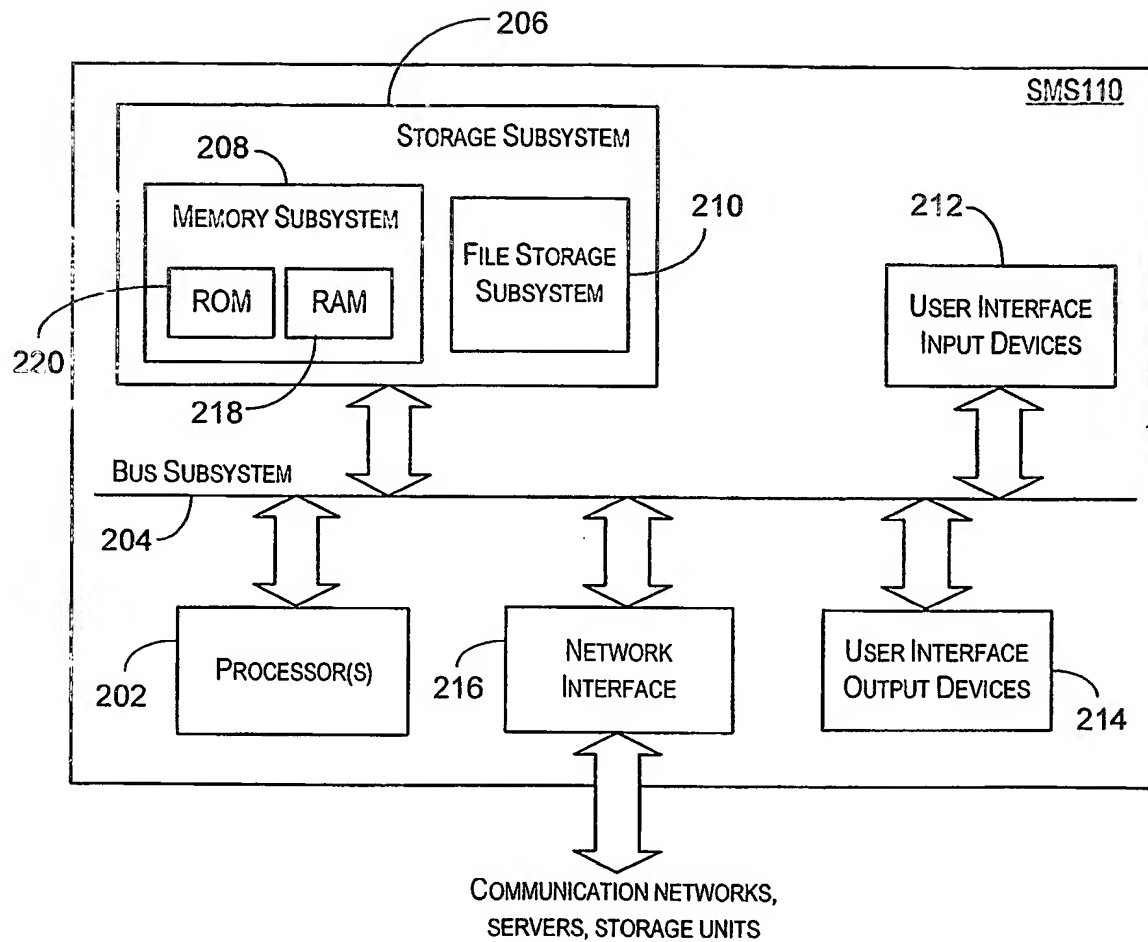 206
SMS110
STORAGE SUBSYSTEM
208
MEMORY SUBSYSTEM
210
212
FILE STORAGE
SUBSYSTEM
ROM
RAM
USER INTERFACE
INPUT DEVICES
220
218
BUS SUBSYSTEM
204
PROCESSOR(S)
NETWORK
INTERFACE
USER INTERFACE
OUTPUT DEVICES
202
216
214
COMMUNICATION NETWORKS,
SERVERS, STORAGE UNITS